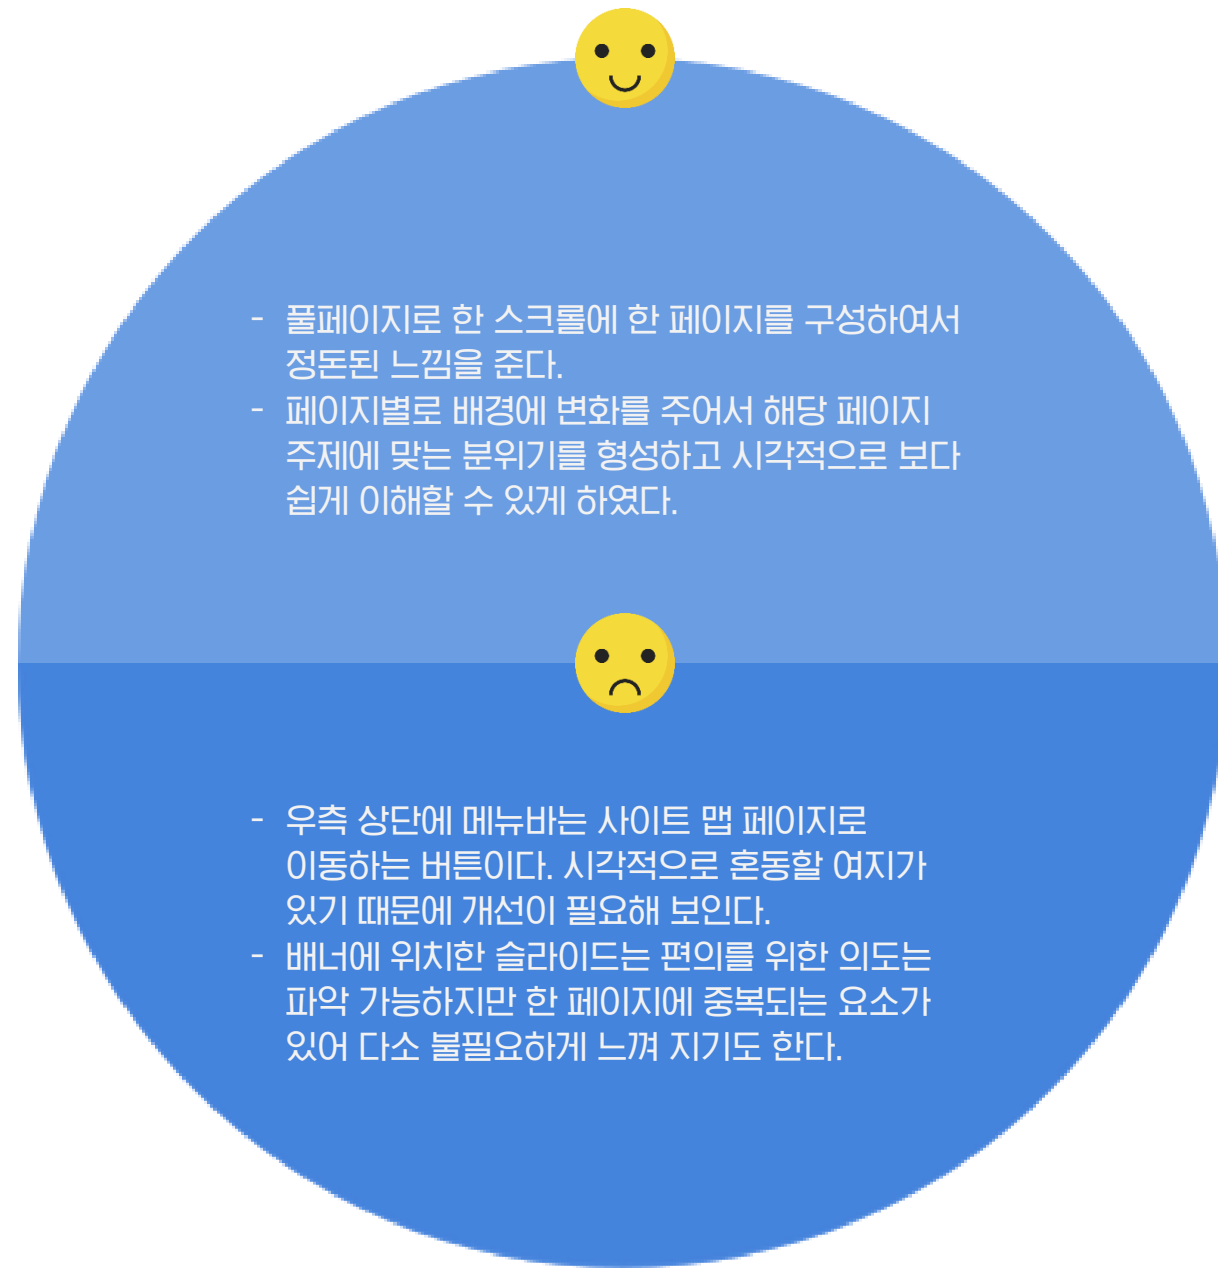 - 풀페이지로 한 스크롤에 한 페이지를 구성하여서
정돈된 느낌을 준다.
- 페이지별로 배경에 변화를 주어서 해당 페이지
주제에 맞는 분위기를 형성하고 시각적으로 보다
쉽게 이해할 수 있게 하였다.
- 우측 상단에 메뉴바는 사이트 맵 페이지로
이동하는 버튼이다. 시각적으로 혼동할 여지가
있기 때문에 개선이 필요해 보인다.
- 배너에 위치한 슬라이드는 편의를 위한 의도는
파악 가능하지만 한 페이지에 중복되는 요소가
있어 다소 불필요하게 느껴 지기도 한다.